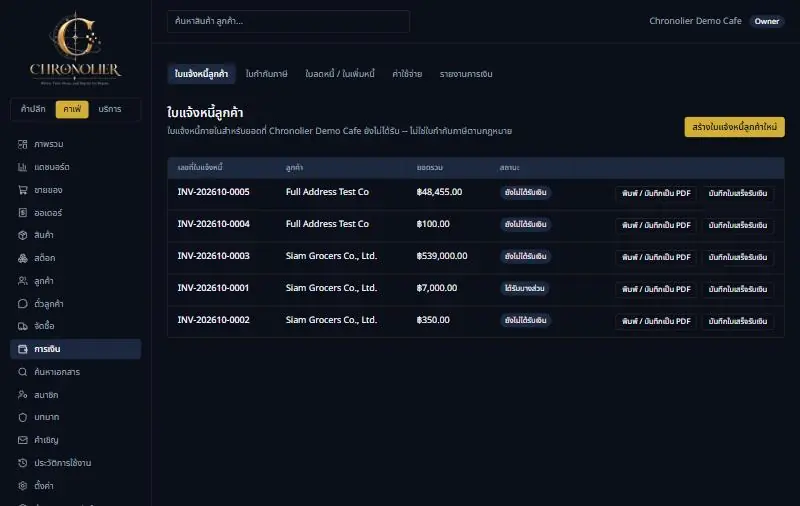 CHRONOLIER
ค้าปลีก คาเฟ่ บริการ
ภาพรวม
แดชบอร์ด
ขายของ
ออเดอร์
สินค้า
สต็อก
ลูกค้า
ตั๋วลูกค้า
จัดซื้อ
การเงิน
ค้นหาเอกสาร
สมาชิก
บทบาท
คำเชิญ
ประวัติการใช้งาน
ตั้งค่า
ค้นหาสินค้า ลูกค้า...
Chronolier Demo Cafe Owner
ใบแจ้งหนี้ลูกค้า ใบกำกับภาษี ใบลดหนี้ / ใบเพิ่มหนี้ ค่าใช้จ่าย รายงานการเงิน
ใบแจ้งหนี้ลูกค้า
ใบแจ้งหนี้ภายในสำหรับยอดที่ Chronolier Demo Cafe ยังไม่ได้รับ — ไม่ใช่ใบกำกับภาษีตามกฎหมาย
สร้างใบแจ้งหนี้ลูกค้าใหม่
เลขที่ใบแจ้งหนี้ ลูกค้า ยอดรวม สถานะ
INV-202610-0005 Full Address Test Co ฿48,455.00 ยังไม่ได้รับเงิน พิมพ์ / บันทึกเป็น PDF บันทึกใบเสร็จรับเงิน
INV-202610-0004 Full Address Test Co ฿100.00 ยังไม่ได้รับเงิน พิมพ์ / บันทึกเป็น PDF บันทึกใบเสร็จรับเงิน
INV-202610-0003 Siam Grocers Co., Ltd. ฿539,000.00 ยังไม่ได้รับเงิน พิมพ์ / บันทึกเป็น PDF บันทึกใบเสร็จรับเงิน
INV-202610-0001 Siam Grocers Co., Ltd. ฿7,000.00 ได้รับบางส่วน พิมพ์ / บันทึกเป็น PDF บันทึกใบเสร็จรับเงิน
INV-202610-0002 Siam Grocers Co., Ltd. ฿350.00 ยังไม่ได้รับเงิน พิมพ์ / บันทึกเป็น PDF บันทึกใบเสร็จรับเงิน